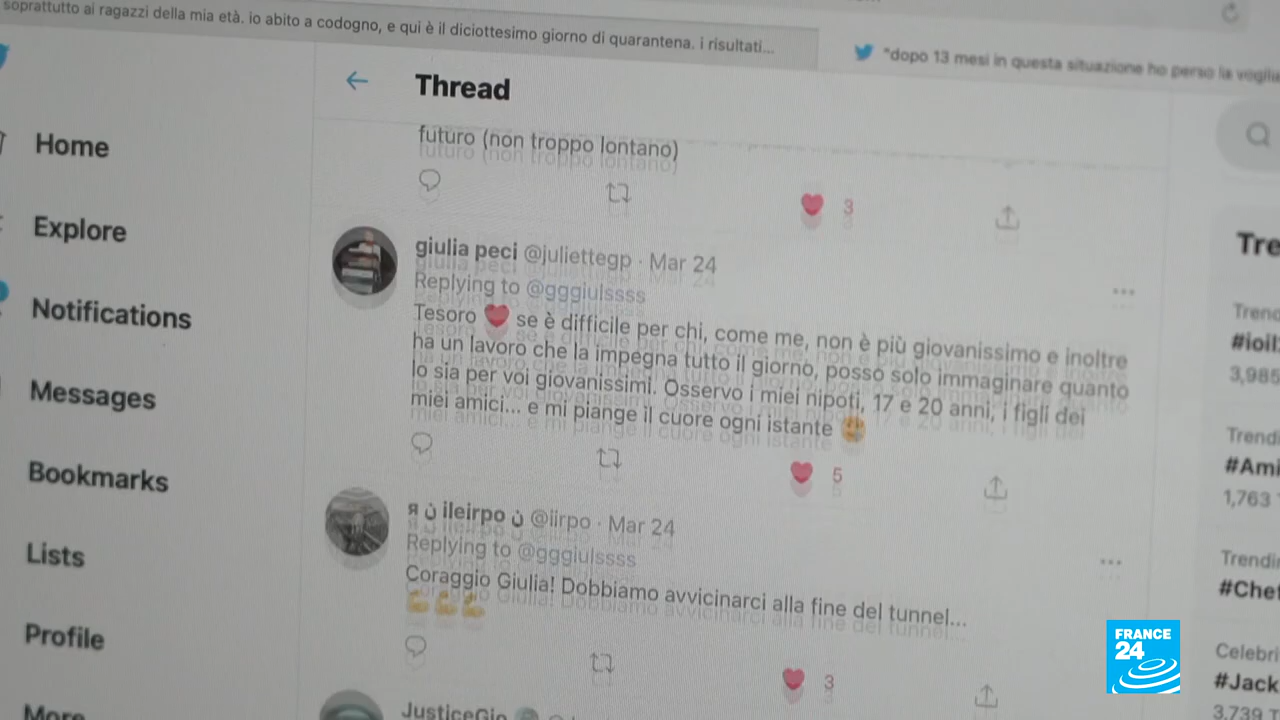 soprattutto ai ragazzi della mia età. io abito a codogno, e qui è il diciottesimo giorno di quarantena. i risultati...
"dopo 13 mesi in questa situazione ho perso la voglia
Thread
Home
Explore
Notifications
Messages
Bookmarks
Lists
Profile
More
futuro (non troppo lontano)
3
giulia peci @juliettegp · Mar 24
Replying to @gggiulssss
Tesoro ❤️ se è difficile per chi, come me, non è più giovanissimo e inoltre
ha un lavoro che la impegna tutto il giorno, posso solo immaginare quanto
lo sia per voi giovanissimi. Osservo i miei nipoti, 17 e 20 anni, i figli dei
miei amici... e mi piange il cuore ogni istante
5
ileirpo @iirpo · Mar 24
Replying to @gggiulssss
Coraggio Giulia! Dobbiamo avvicinarci alla fine del tunnel...
💪💪💪
3
JusticeGio
Tre
Trend
#ioil
3,985
Trendi
#Ami
1,763 T
Trendin
#Chef
Celebri
#Jack
3,739 T
FRANCE
24